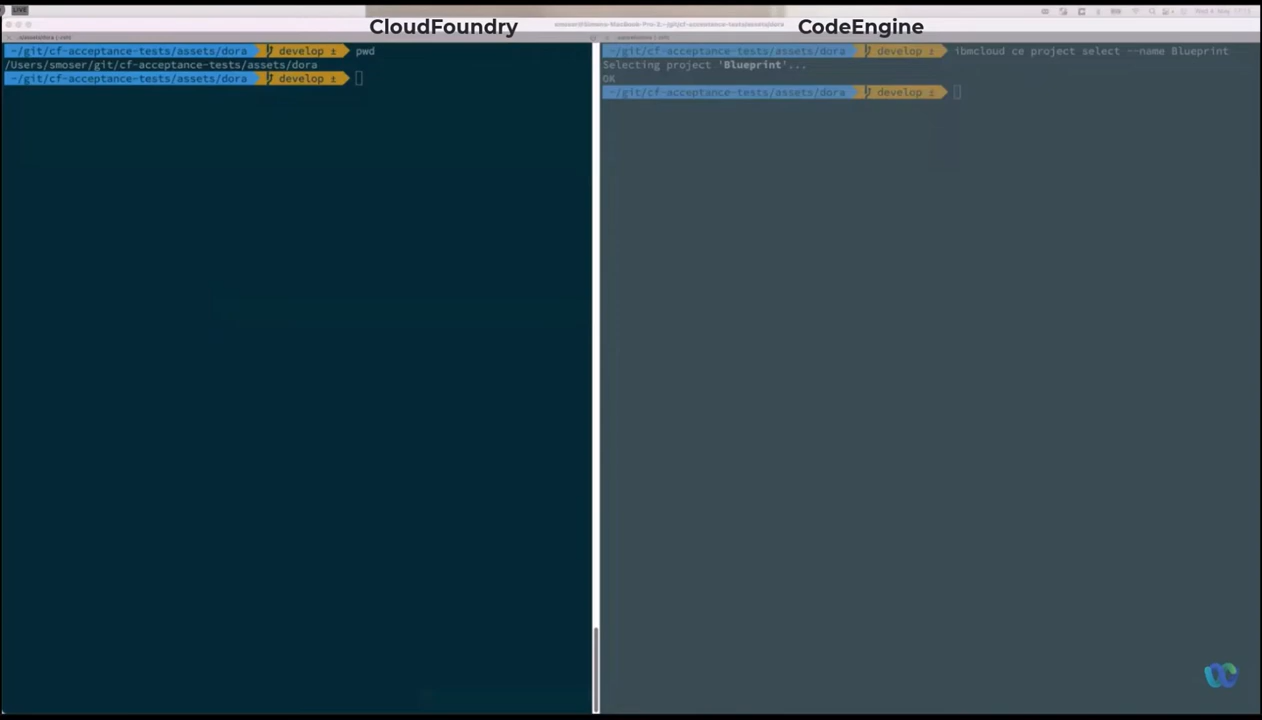 LIVE
CloudFoundry
CodeEngine
~/git/cf-acceptance-tests/assets/dora develop ± pwd
/Users/smoser/git/cf-acceptance-tests/assets/dora
~/git/cf-acceptance-tests/assets/dora develop ±
~/git/cf-acceptance-tests/assets/dora develop ± ibmcloud ce project select --name Blueprint
Selecting project 'Blueprint'...
OK
~/git/cf-acceptance-tests/assets/dora develop ±